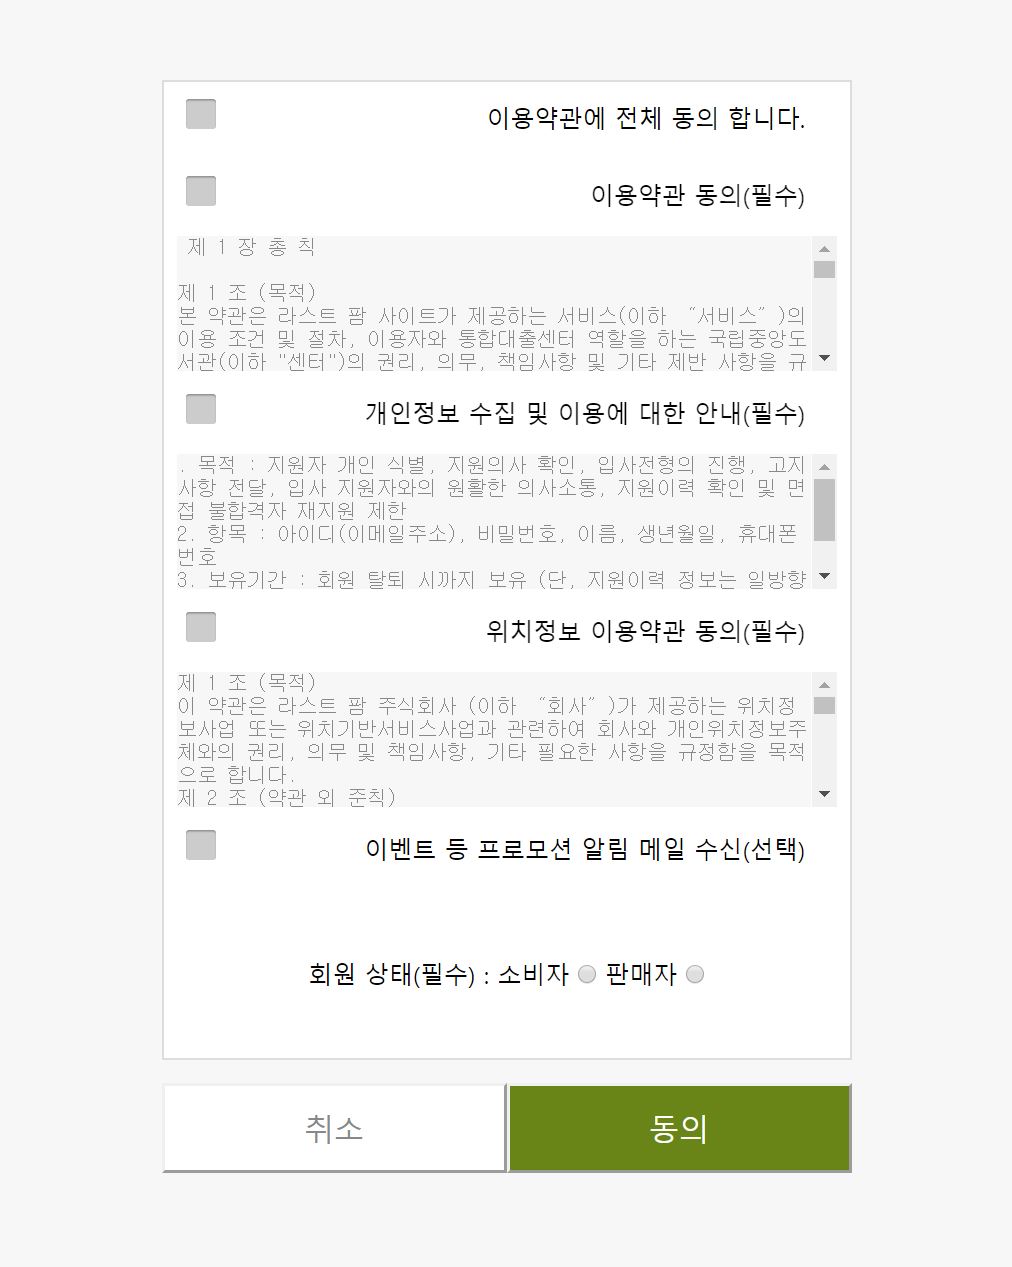 이용약관에 전체 동의 합니다.
이용약관 동의(필수)
제 1 장 총 칙
제 1 조 (목적)
본 약관은 라스트 팜 사이트가 제공하는 서비스(이하 “서비스”)의
이용 조건 및 절차, 이용자와 통합대출센터 역할을 하는 국립중앙도
서관(이하 "센터")의 권리, 의무, 책임사항 및 기타 제반 사항을 규
개인정보 수집 및 이용에 대한 안내(필수)
. 목적 : 지원자 개인 식별, 지원의사 확인, 입사전형의 진행, 고지
사항 전달, 입사 지원자와의 원활한 의사소통, 지원이력 확인 및 면
접 불합격자 재지원 제한
2. 항목 : 아이디(이메일주소), 비밀번호, 이름, 생년월일, 휴대폰
번호
3. 보유기간 : 회원 탈퇴 시까지 보유 (단, 지원이력 정보는 일방향
위치정보 이용약관 동의(필수)
제 1 조 (목적)
이 약관은 라스트 팜 주식회사 (이하 “회사”)가 제공하는 위치정
보사업 또는 위치기반서비스사업과 관련하여 회사와 개인위치정보주
체와의 권리, 의무 및 책임사항, 기타 필요한 사항을 규정함을 목적
으로 합니다.
제 2 조 (약관 외 준칙)
이벤트 등 프로모션 알림 메일 수신(선택)
회원 상태(필수) : 소비자 판매자
취소 동의